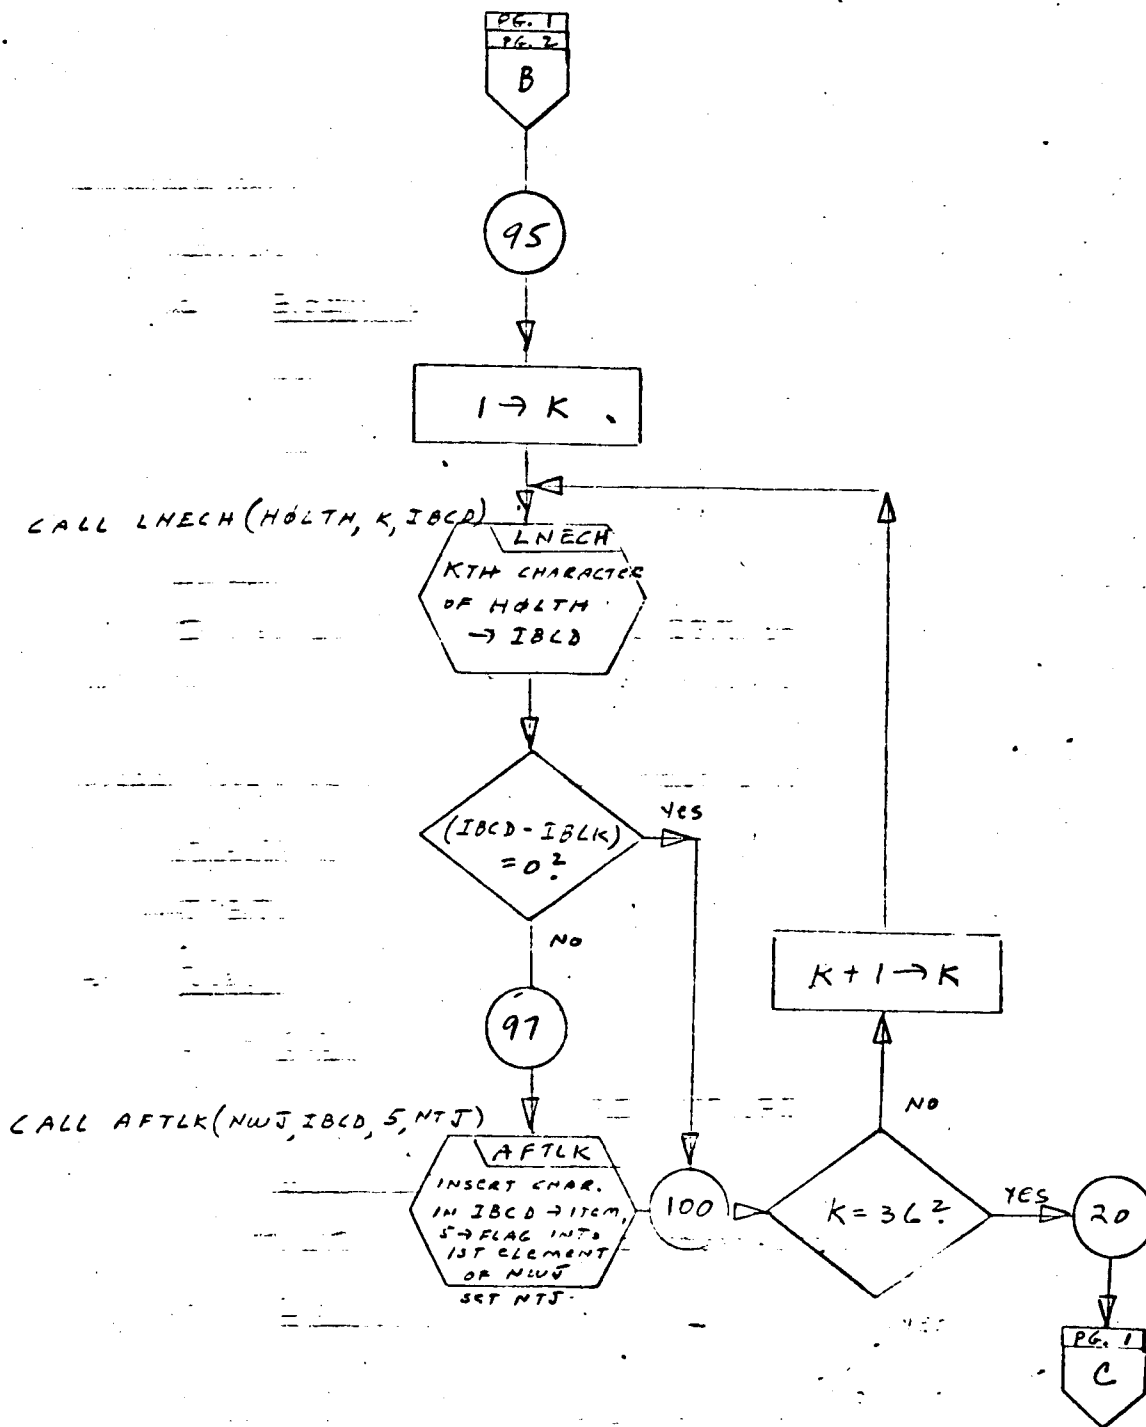 PG. 1
PG. 2
B
95
1 → K
CALL LNECH(HØLTH, K, IBCD)
LNECH
KTH CHARACTER
OF HØLTH
→ IBCD
(IBCD - IBLK)
= 0?
YES
NO
K + 1 → K
97
NO
CALL AFTLK(NWJ, IBCD, 5, NTJ)
AFTLK
INSERT CHAR.
IN IBCD → ITEM,
5 → FLAG INTO
1ST ELEMENT
OF NWJ
SET NTJ.
100
K = 36?
YES
20
PG. 1
C